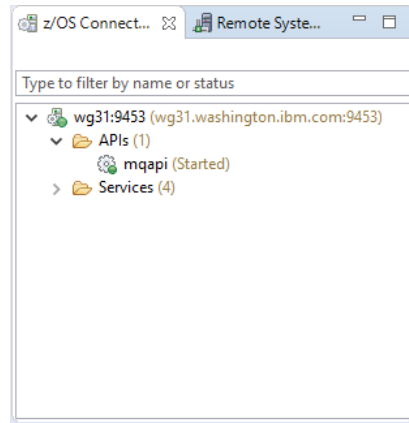 z/OS Connect... Remote Syste...
Type to filter by name or status
wg31:9453 (wg31.washington.ibm.com:9453)
APIs (1)
mqapi (Started)
Services (4)